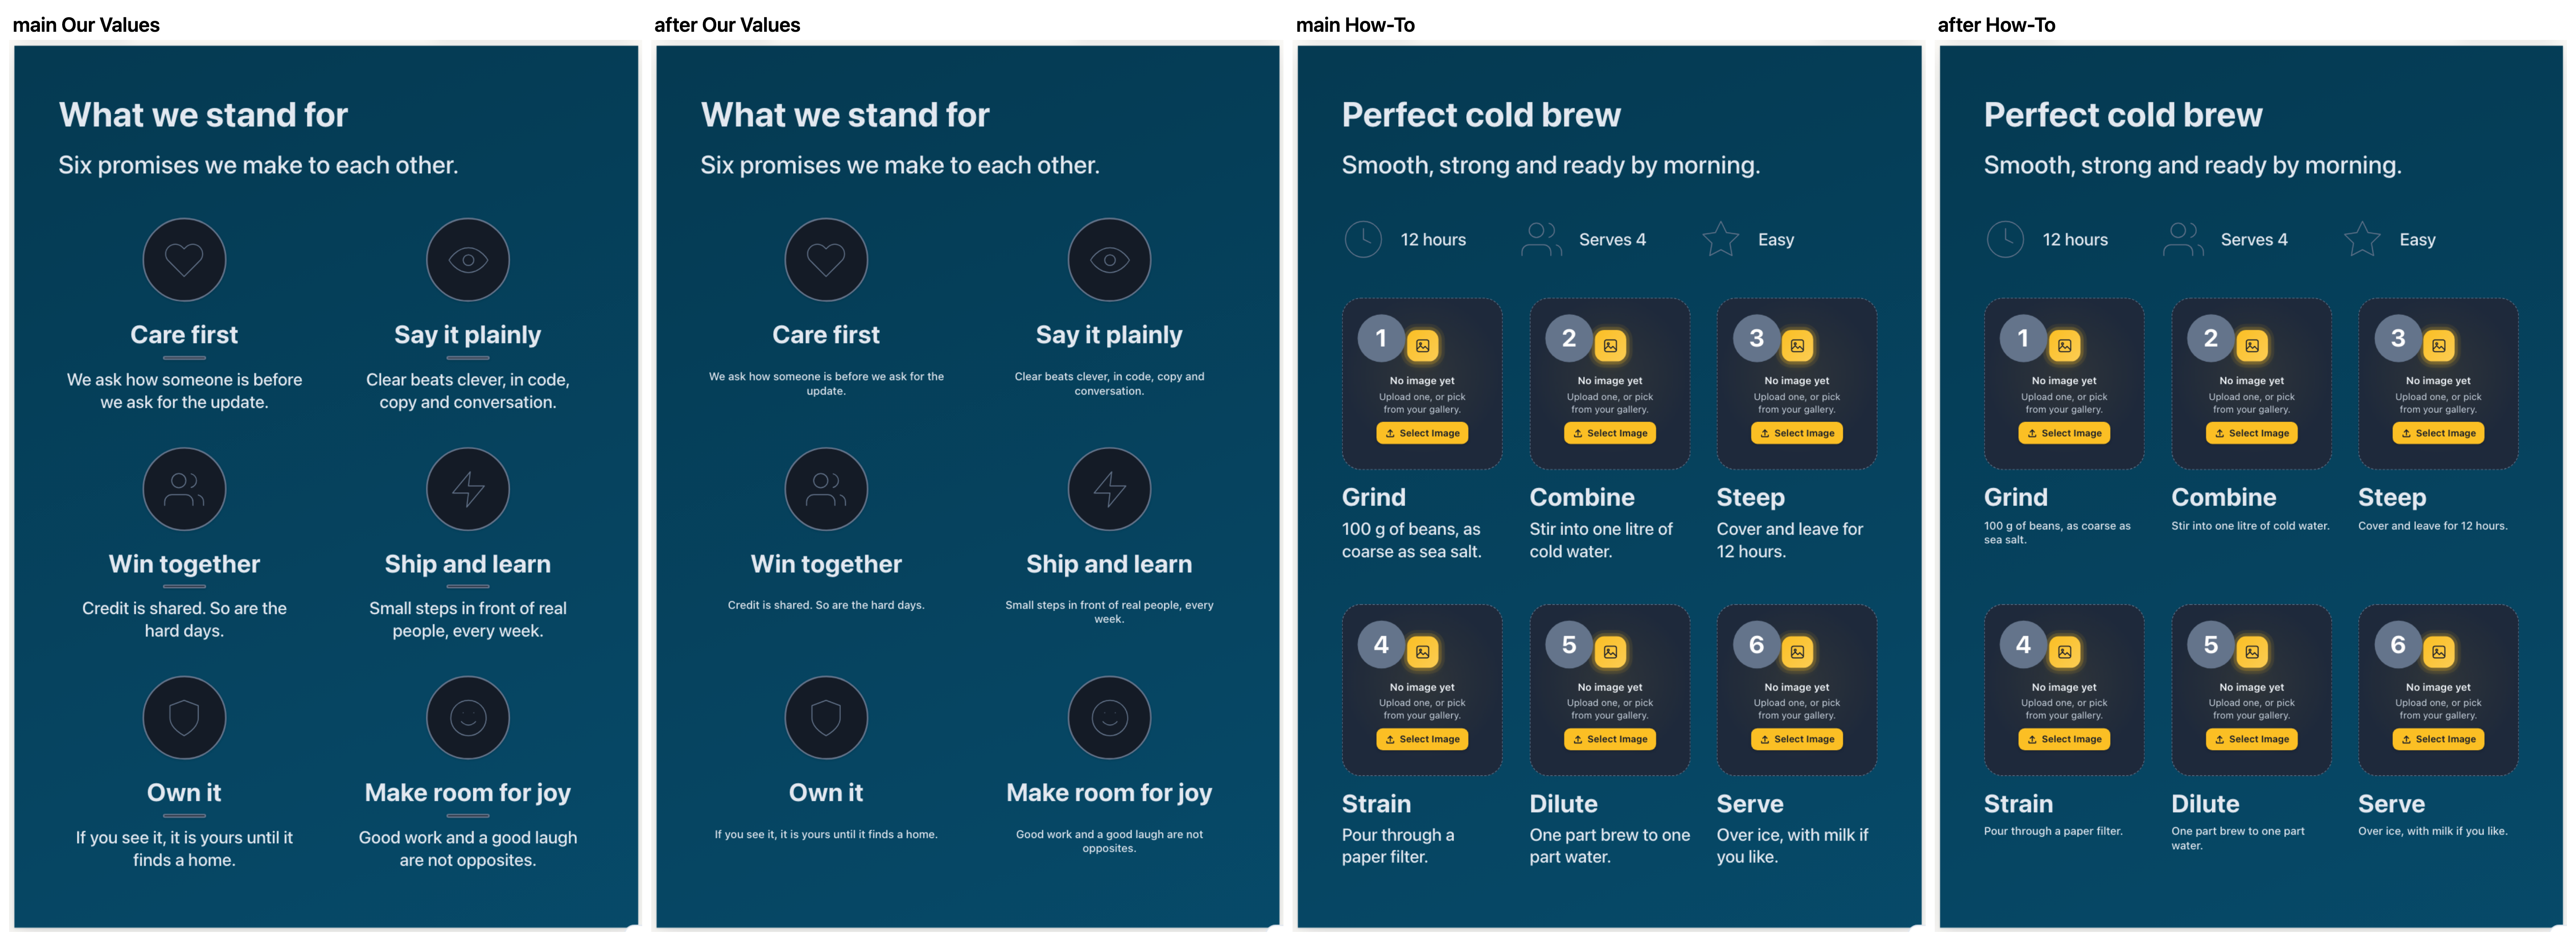 main Our Values
What we stand for
Six promises we make to each other.
Care first
We ask how someone is before
we ask for the update.
Say it plainly
Clear beats clever, in code,
copy and conversation.
Win together
Credit is shared. So are the
hard days.
Ship and learn
Small steps in front of real
people, every week.
Own it
If you see it, it is yours until it
finds a home.
Make room for joy
Good work and a good laugh
are not opposites.
after Our Values
What we stand for
Six promises we make to each other.
Care first
We ask how someone is before we ask for the
update.
Say it plainly
Clear beats clever, in code, copy and
conversation.
Win together
Credit is shared. So are the hard days.
Ship and learn
Small steps in front of real people, every
week.
Own it
If you see it, it is yours until it finds a home.
Make room for joy
Good work and a good laugh are not
opposites.
main How-To
Perfect cold brew
Smooth, strong and ready by morning.
12 hours
Serves 4
Easy
1
No image yet
Upload one, or pick
from your gallery.
Select Image
Grind
100 g of beans, as
coarse as sea salt.
2
No image yet
Upload one, or pick
from your gallery.
Select Image
Combine
Stir into one litre of
cold water.
3
No image yet
Upload one, or pick
from your gallery.
Select Image
Steep
Cover and leave for
12 hours.
4
No image yet
Upload one, or pick
from your gallery.
Select Image
Strain
Pour through a
paper filter.
5
No image yet
Upload one, or pick
from your gallery.
Select Image
Dilute
One part brew to one
part water.
6
No image yet
Upload one, or pick
from your gallery.
Select Image
Serve
Over ice, with milk if
you like.
after How-To
Perfect cold brew
Smooth, strong and ready by morning.
12 hours
Serves 4
Easy
1
No image yet
Upload one, or pick
from your gallery.
Select Image
Grind
100 g of beans, as coarse as
sea salt.
2
No image yet
Upload one, or pick
from your gallery.
Select Image
Combine
Stir into one litre of cold water.
3
No image yet
Upload one, or pick
from your gallery.
Select Image
Steep
Cover and leave for 12 hours.
4
No image yet
Upload one, or pick
from your gallery.
Select Image
Strain
Pour through a paper filter.
5
No image yet
Upload one, or pick
from your gallery.
Select Image
Dilute
One part brew to one part
water.
6
No image yet
Upload one, or pick
from your gallery.
Select Image
Serve
Over ice, with milk if you like.